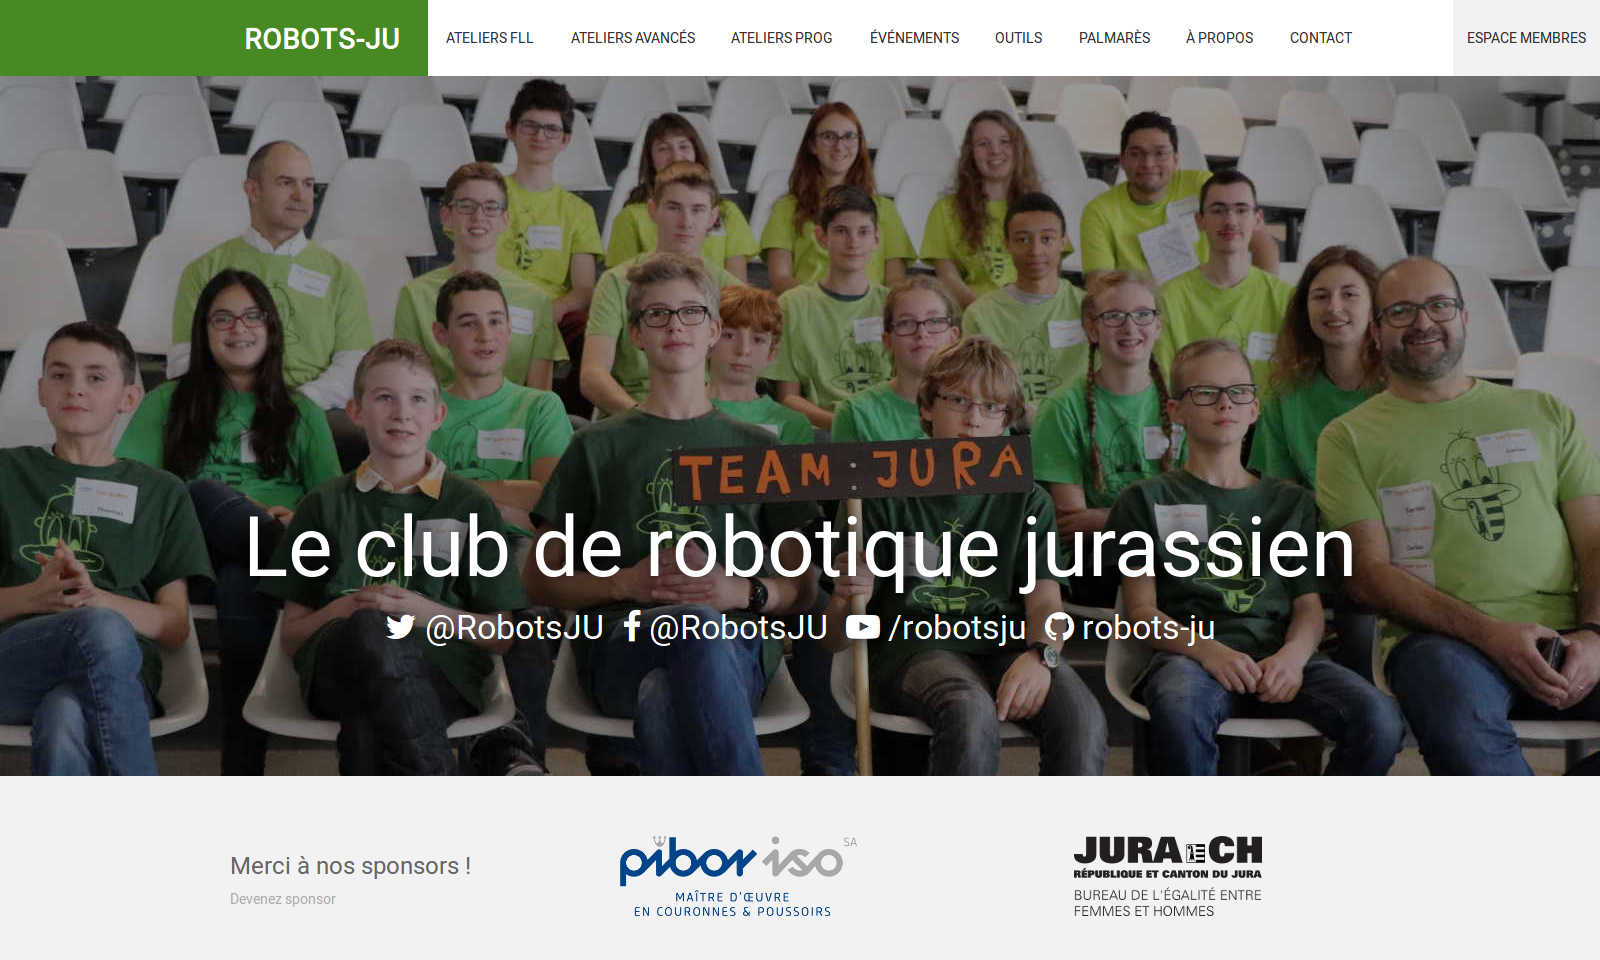 ROBOTS-JU
ATELIERS FLL
ATELIERS AVANCÉS
ATELIERS PROG
ÉVÉNEMENTS
OUTILS
PALMARÈS
À PROPOS
CONTACT
ESPACE MEMBRES
TEAM : JURA
Le club de robotique jurassien
@RobotsJU
@RobotsJU
/robotsju
robots-ju
Merci à nos sponsors !
Devenez sponsor
pibor iso SA
MAÎTRE D'ŒUVRE
EN COURONNES & POUSSOIRS
JURA CH
RÉPUBLIQUE ET CANTON DU JURA
BUREAU DE L'ÉGALITÉ ENTRE
FEMMES ET HOMMES